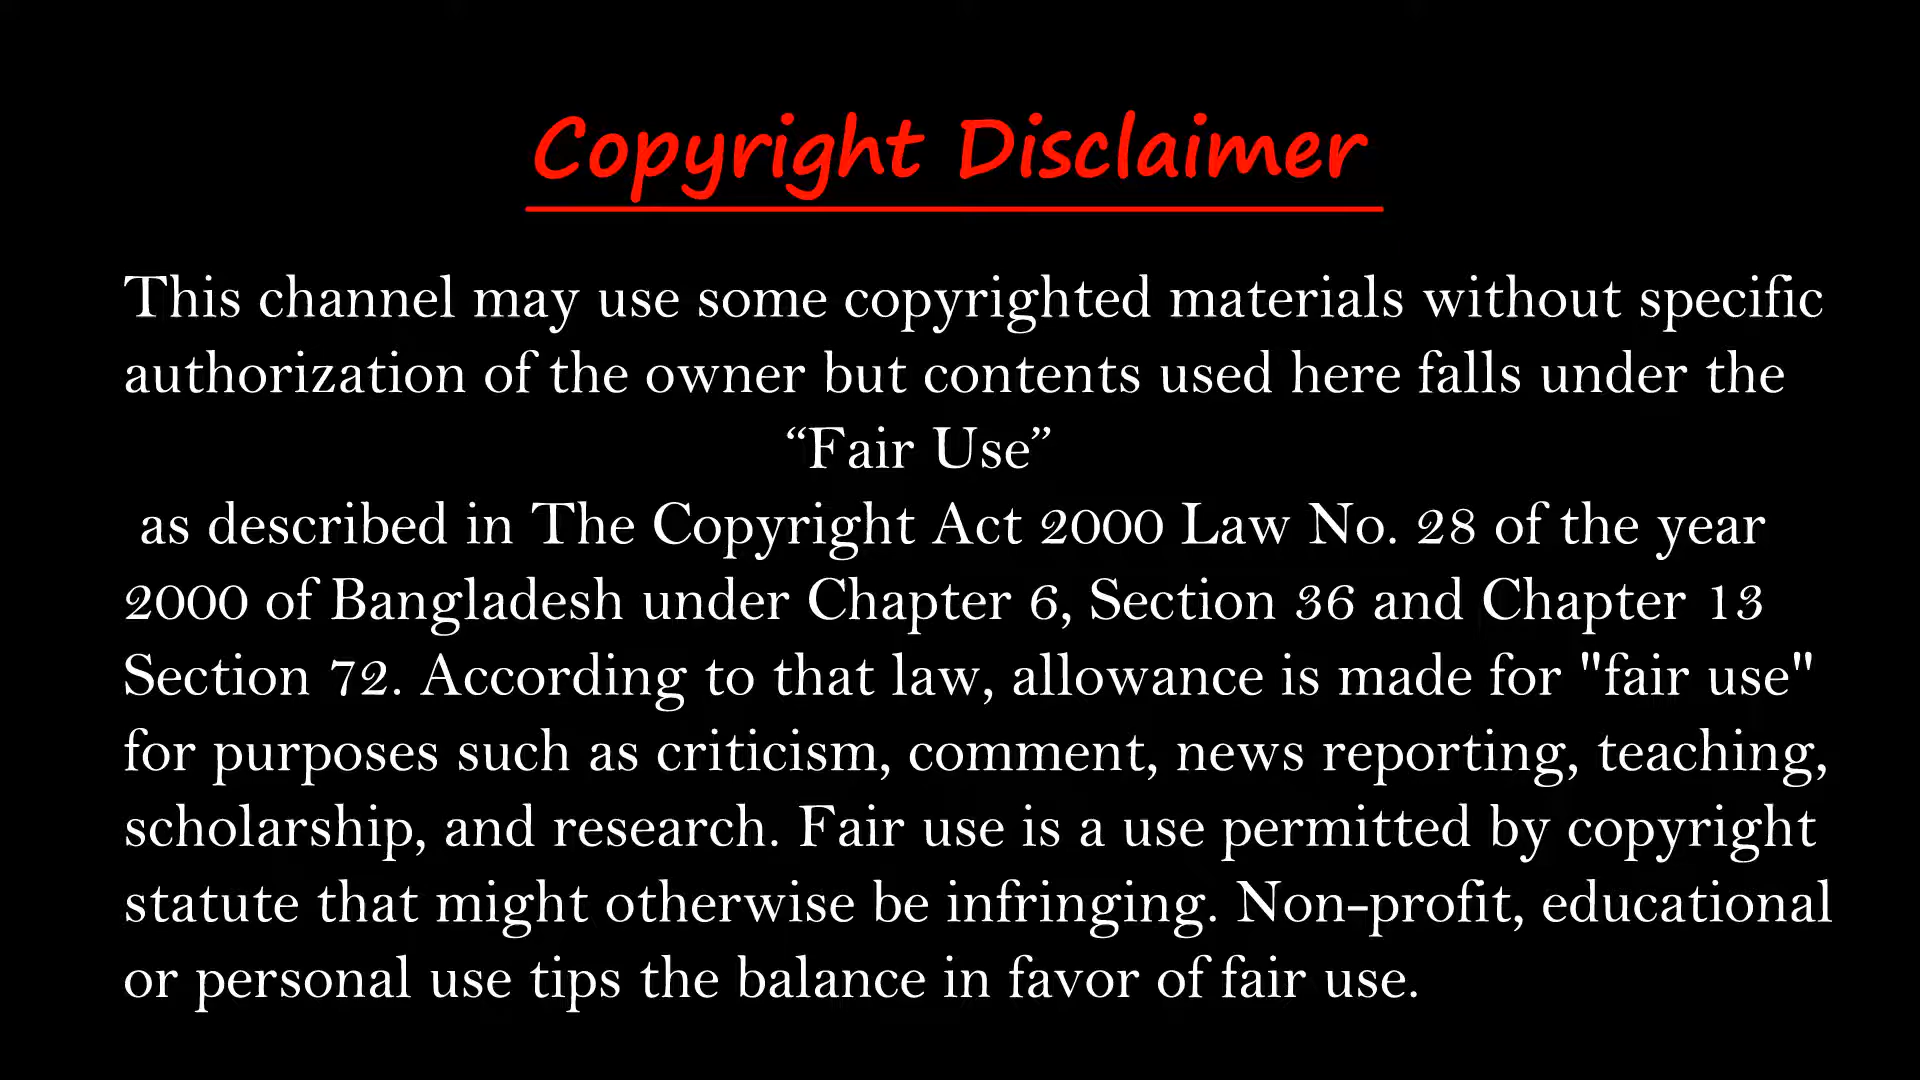 Copyright Disclaimer
This channel may use some copyrighted materials without specific
authorization of the owner but contents used here falls under the
“Fair Use”
as described in The Copyright Act 2000 Law No. 28 of the year
2000 of Bangladesh under Chapter 6, Section 36 and Chapter 13
Section 72. According to that law, allowance is made for "fair use"
for purposes such as criticism, comment, news reporting, teaching,
scholarship, and research. Fair use is a use permitted by copyright
statute that might otherwise be infringing. Non-profit, educational
or personal use tips the balance in favor of fair use.